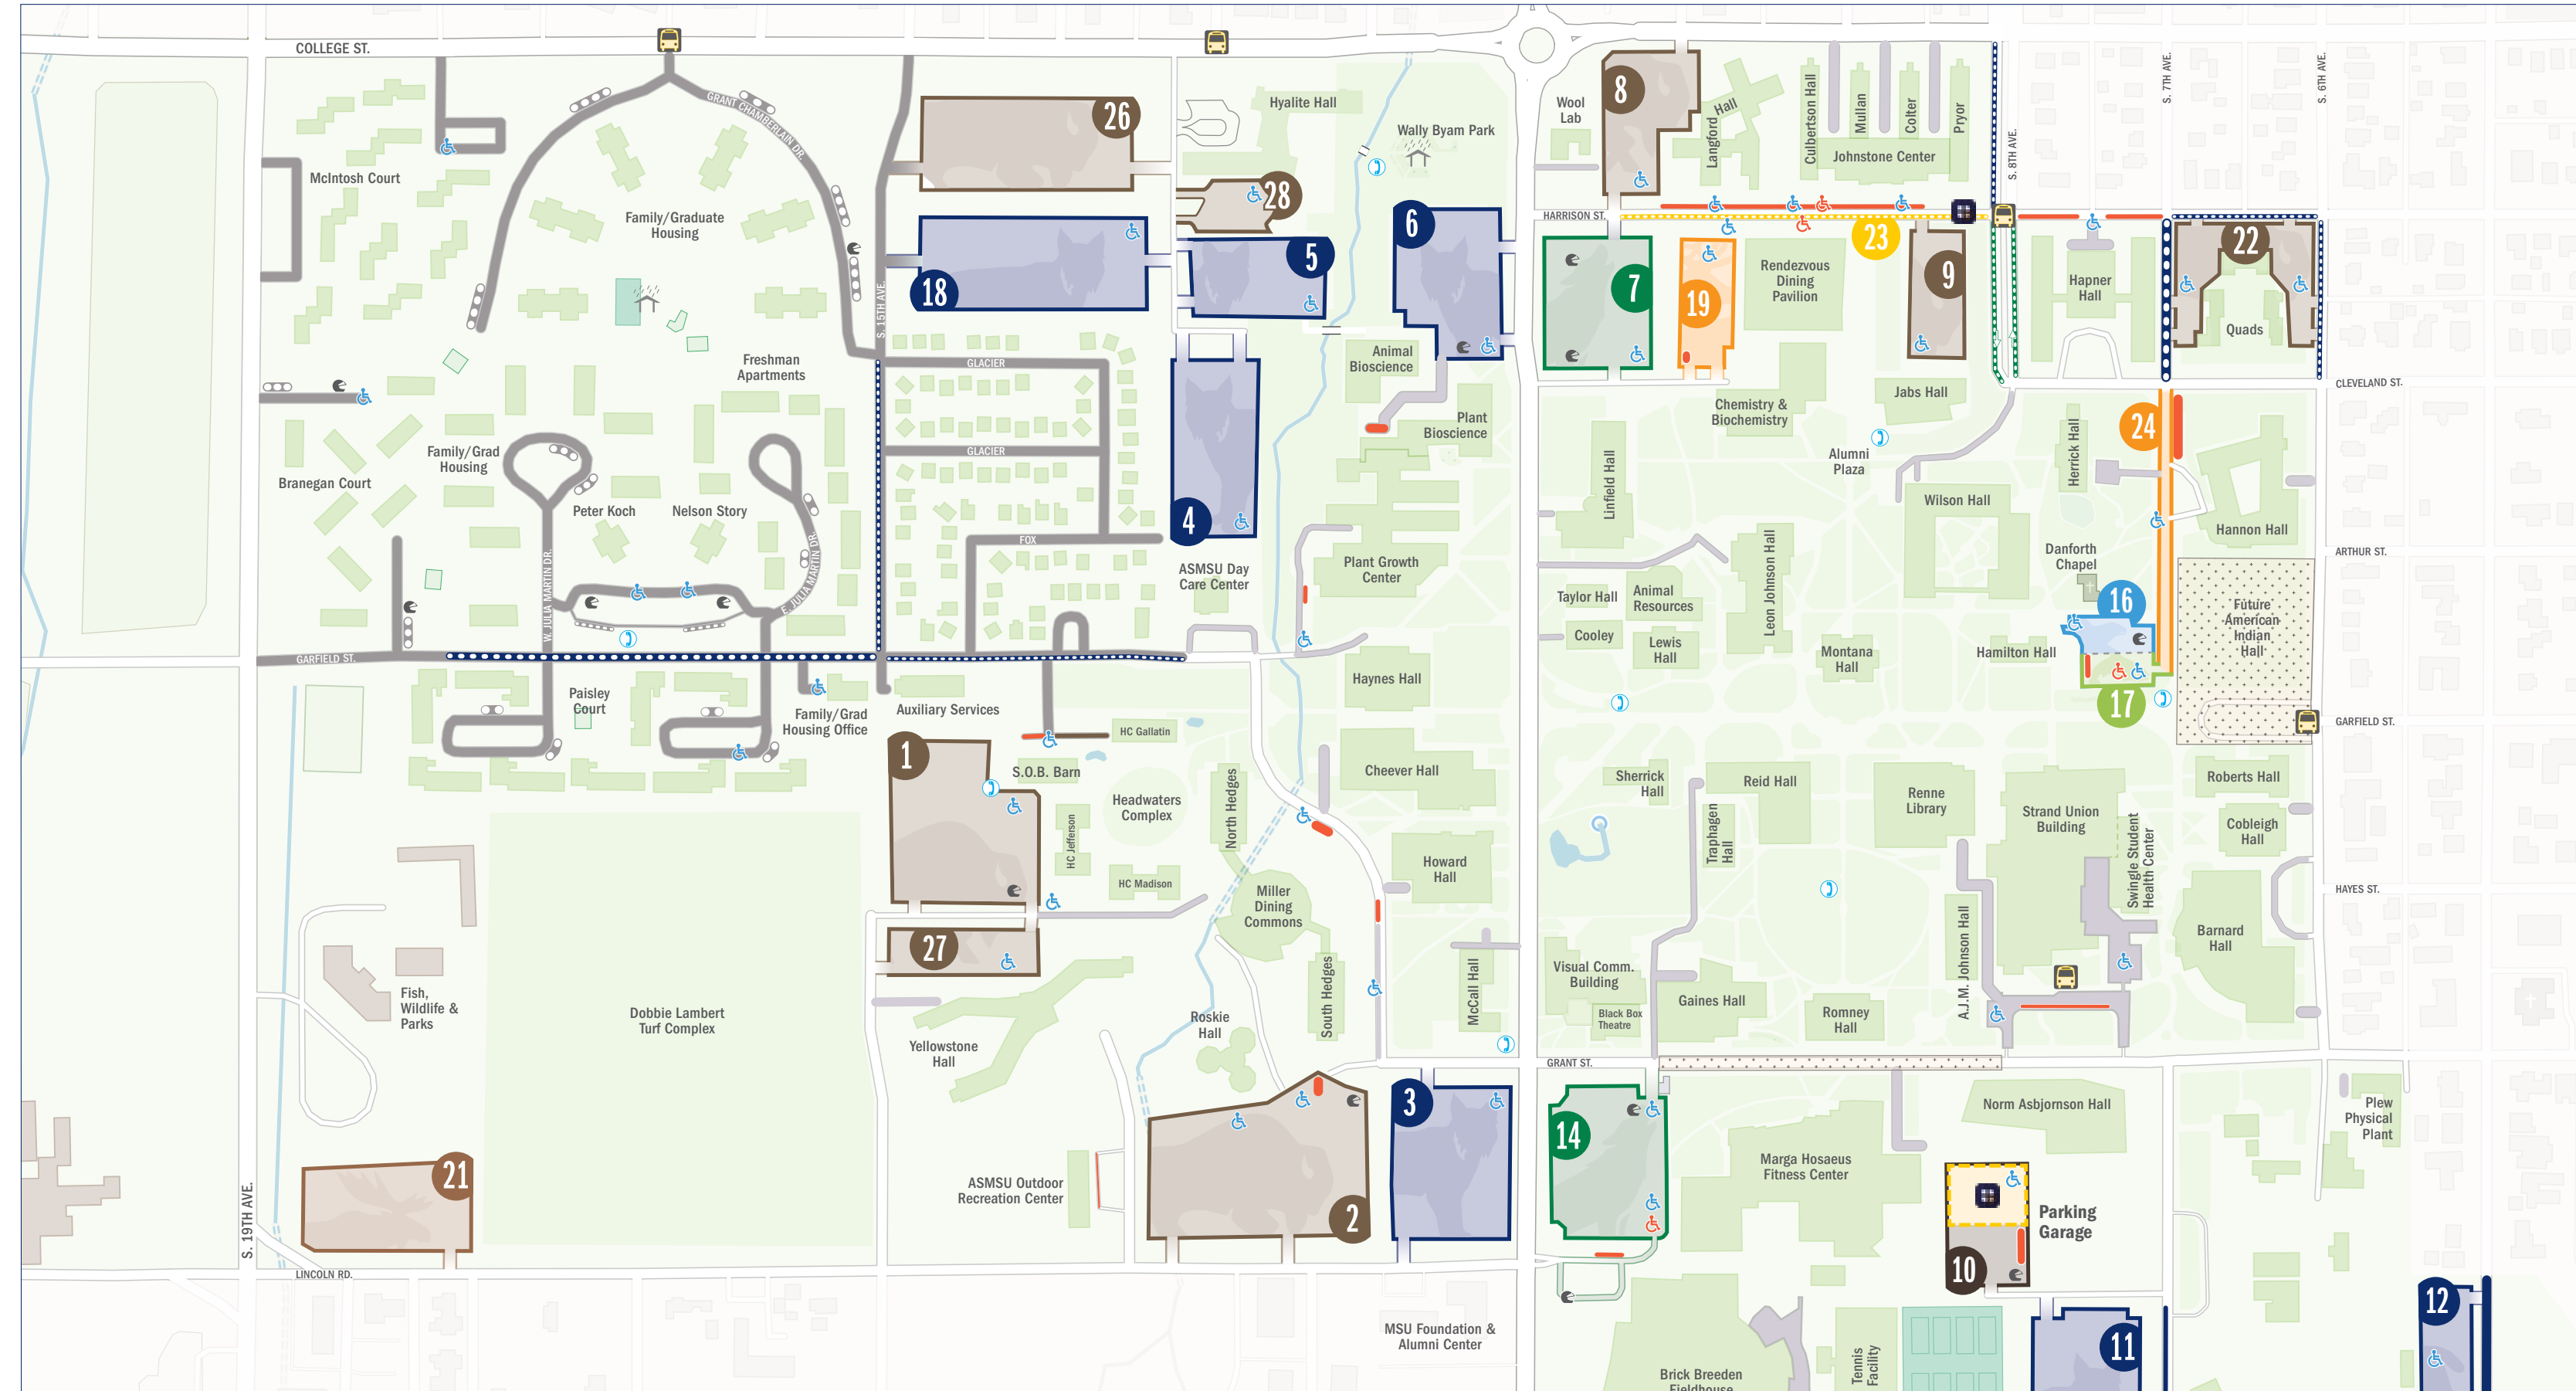 COLLEGE ST.
S. 7TH AVE.
S. 6TH AVE.
GRANT CHAMBERLAIN DR.
8
Wool
Lab
Langford
Hall
Culbertson Hall
Mullan
Colter
Pryor
Johnstone Center
S. 8TH AVE.
26
Hyalite Hall
Wally Byam Park
McIntosh Court
28
Family/Graduate
Housing
HARRISON ST.
6
5
18
23
22
7
19
Rendezvous
Dining
Pavilion
9
Hapner
Hall
Quads
S. 15TH AVE.
Freshman
Apartments
GLACIER
Animal
Bioscience
CLEVELAND ST.
Jabs Hall
Chemistry &
Biochemistry
Plant
Bioscience
24
Herrick Hall
Alumni
Plaza
GLACIER
Family/Grad
Housing
Branegan Court
Linfield Hall
Wilson Hall
Peter Koch
Nelson Story
4
Hannon Hall
FOX
W. JULIA MARTIN DR.
E. JULIA MARTIN DR.
ASMSU Day
Care Center
Plant Growth
Center
Leon Johnson Hall
Danforth
Chapel
ARTHUR ST.
Taylor Hall
Animal
Resources
16
Future
American
Indian
Hall
Cooley
Lewis
Hall
Montana
Hall
Hamilton Hall
GARFIELD ST.
Haynes Hall
17
Paisley
Court
Family/Grad
Housing Office
Auxiliary Services
HC Gallatin
GARFIELD ST.
1
S.O.B. Barn
Headwaters
Complex
HC Jefferson
HC Madison
North Hedges
Cheever Hall
Sherrick
Hall
Traphagen
Hall
Reid Hall
Renne
Library
Strand Union
Building
Swingle Student
Health Center
Roberts Hall
Cobleigh
Hall
Howard
Hall
HAYES ST.
Miller
Dining
Commons
27
Barnard
Hall
A.J.M. Johnson Hall
Fish,
Wildlife &
Parks
Dobbie Lambert
Turf Complex
Yellowstone
Hall
Roskie
Hall
South Hedges
McCall Hall
Visual Comm.
Building
Black Box
Theatre
Gaines Hall
Romney
Hall
GRANT ST.
3
14
Norm Asbjornson Hall
Plew
Physical
Plant
21
ASMSU Outdoor
Recreation Center
2
Marga Hosaeus
Fitness Center
Parking
Garage
10
S. 19TH AVE.
LINCOLN RD.
MSU Foundation &
Alumni Center
Brick Breeden
Fieldhouse
Tennis
Facility
11
12